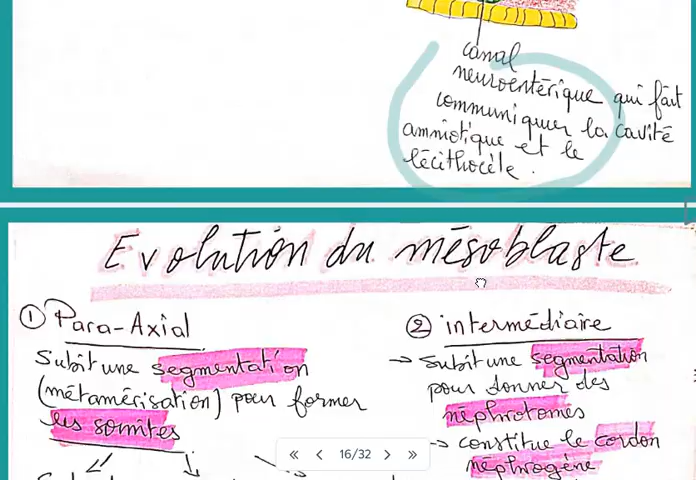 canal
neuroentérique qui fait
communiquer la cavité
amniotique et le
lécithocèle.
Evolution du mésoblaste
① Para-Axial
Subit une segmentation
(métamérisation) pour former
les somites
② intermédiaire
→ Subit une segmentation
pour donner des
néphrotomes
→ constitue le cordon
néphrogène
16/32